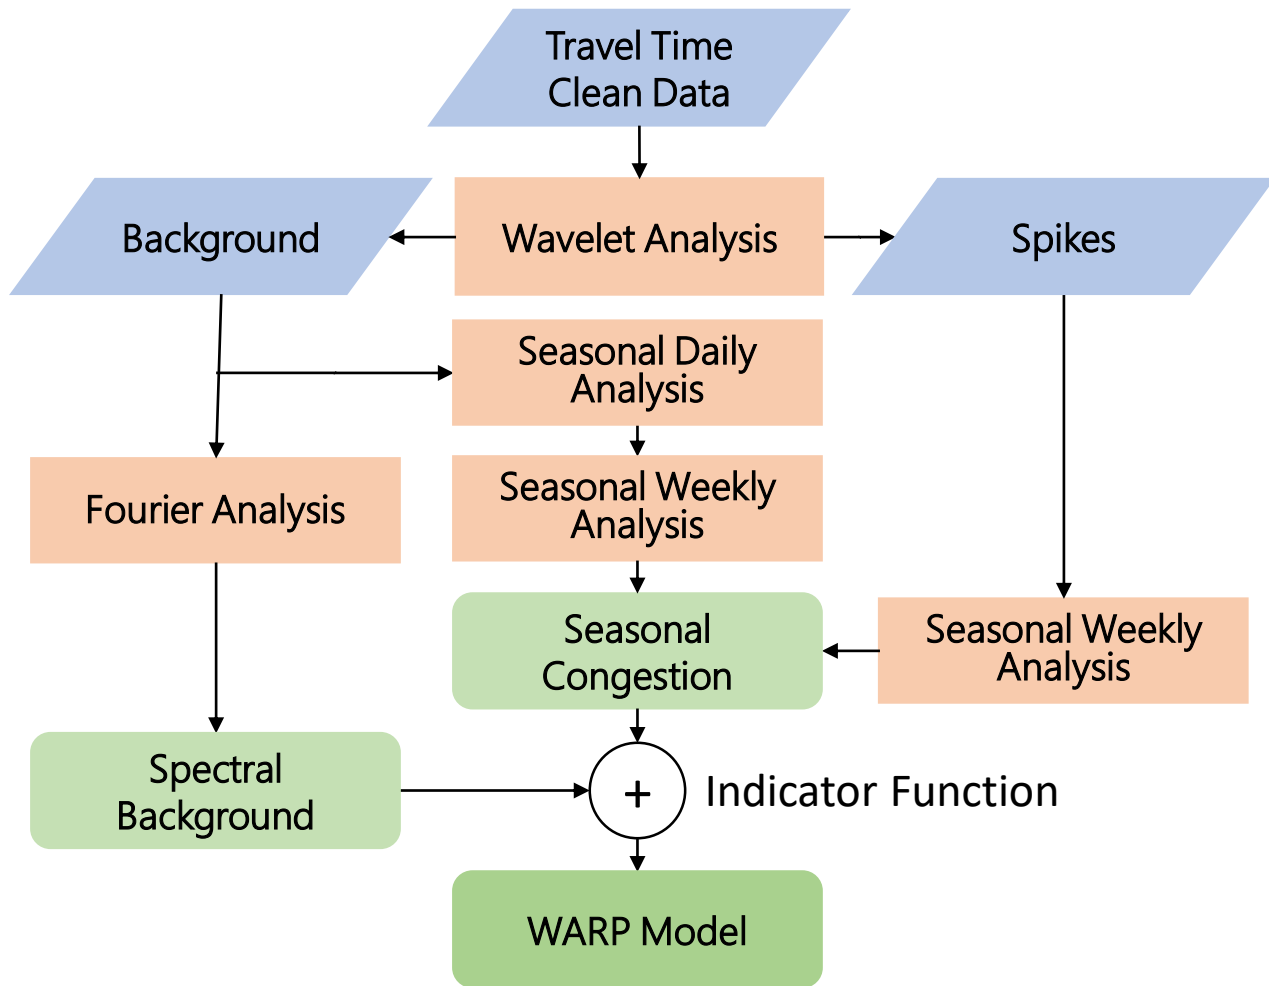 Travel Time
Clean Data
Background
Wavelet Analysis
Spikes
Seasonal Daily
Analysis
Fourier Analysis
Seasonal Weekly
Analysis
Seasonal
Congestion
Seasonal Weekly
Analysis
Spectral
Background
+
Indicator Function
WARP Model